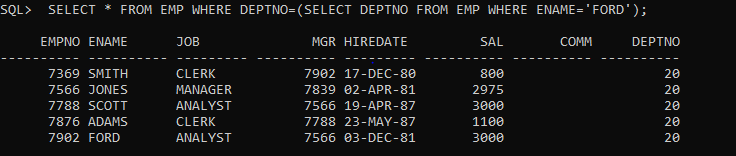 SQL>  SELECT * FROM EMP WHERE DEPTNO=(SELECT DEPTNO FROM EMP WHERE ENAME='FORD');
     EMPNO ENAME      JOB              MGR HIREDATE         SAL       COMM     DEPTNO
---------- ---------- --------- ---------- --------- ---------- ---------- ----------
      7369 SMITH      CLERK           7902 17-DEC-80        800                    20
      7566 JONES      MANAGER         7839 02-APR-81       2975                    20
      7788 SCOTT      ANALYST         7566 19-APR-87       3000                    20
      7876 ADAMS      CLERK           7788 23-MAY-87       1100                    20
      7902 FORD       ANALYST         7566 03-DEC-81       3000                    20